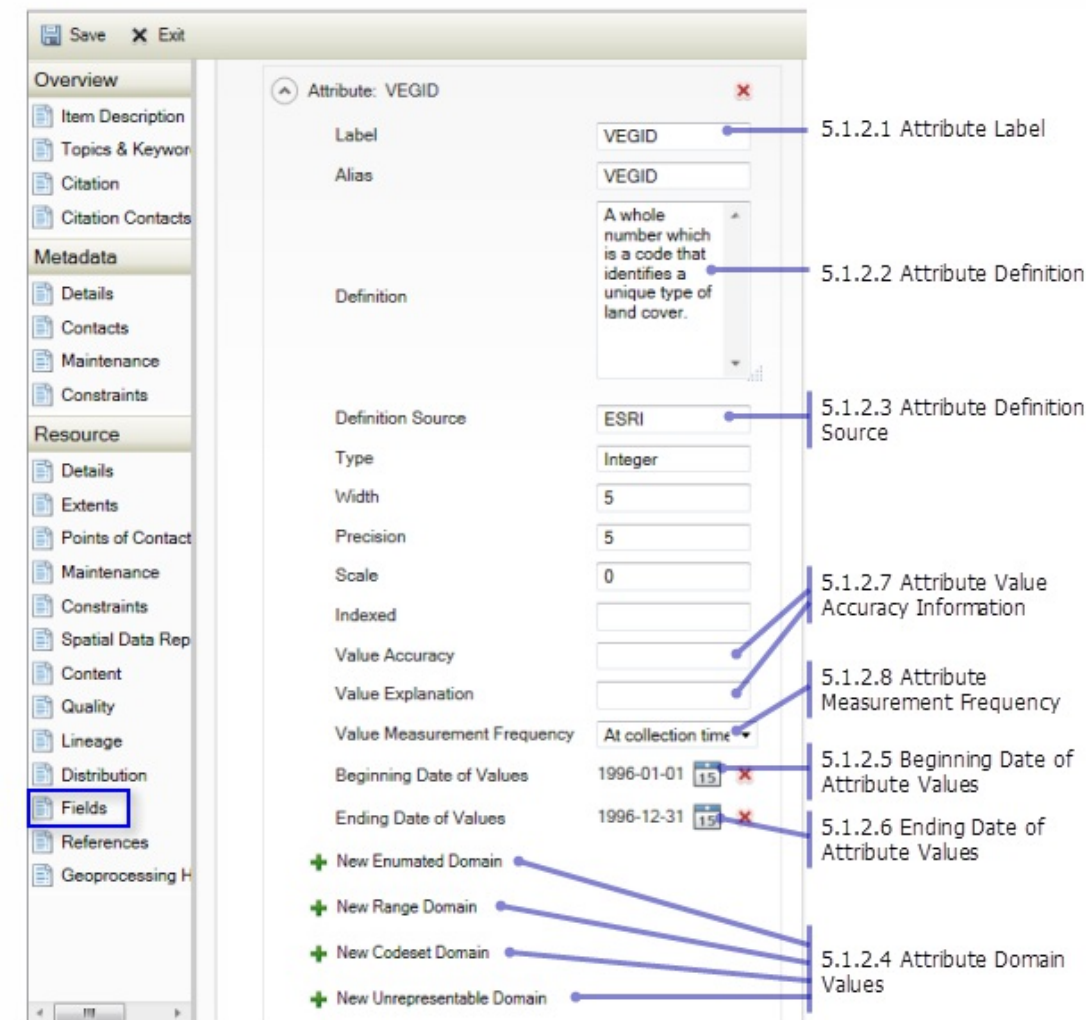 Save Exit
Overview
Item Description
Topics & Keywor
Citation
Citation Contacts
Metadata
Details
Contacts
Maintenance
Constraints
Resource
Details
Extents
Points of Contact
Maintenance
Constraints
Spatial Data Rep
Content
Quality
Lineage
Distribution
Fields
References
Geoprocessing H
Attribute: VEGID
Label VEGID
Alias VEGID
Definition
A whole
number which
is a code that
identifies a
unique type of
land cover.
Definition Source ESRI
Type Integer
Width 5
Precision 5
Scale 0
Indexed
Value Accuracy
Value Explanation
Value Measurement Frequency At collection time
Beginning Date of Values 1996-01-01 15
Ending Date of Values 1996-12-31 15
New Enumated Domain
New Range Domain
New Codeset Domain
New Unrepresentable Domain
5.1.2.1 Attribute Label
5.1.2.2 Attribute Definition
5.1.2.3 Attribute Definition
Source
5.1.2.7 Attribute Value
Accuracy Information
5.1.2.8 Attribute
Measurement Frequency
5.1.2.5 Beginning Date of
Attribute Values
5.1.2.6 Ending Date of
Attribute Values
5.1.2.4 Attribute Domain
Values